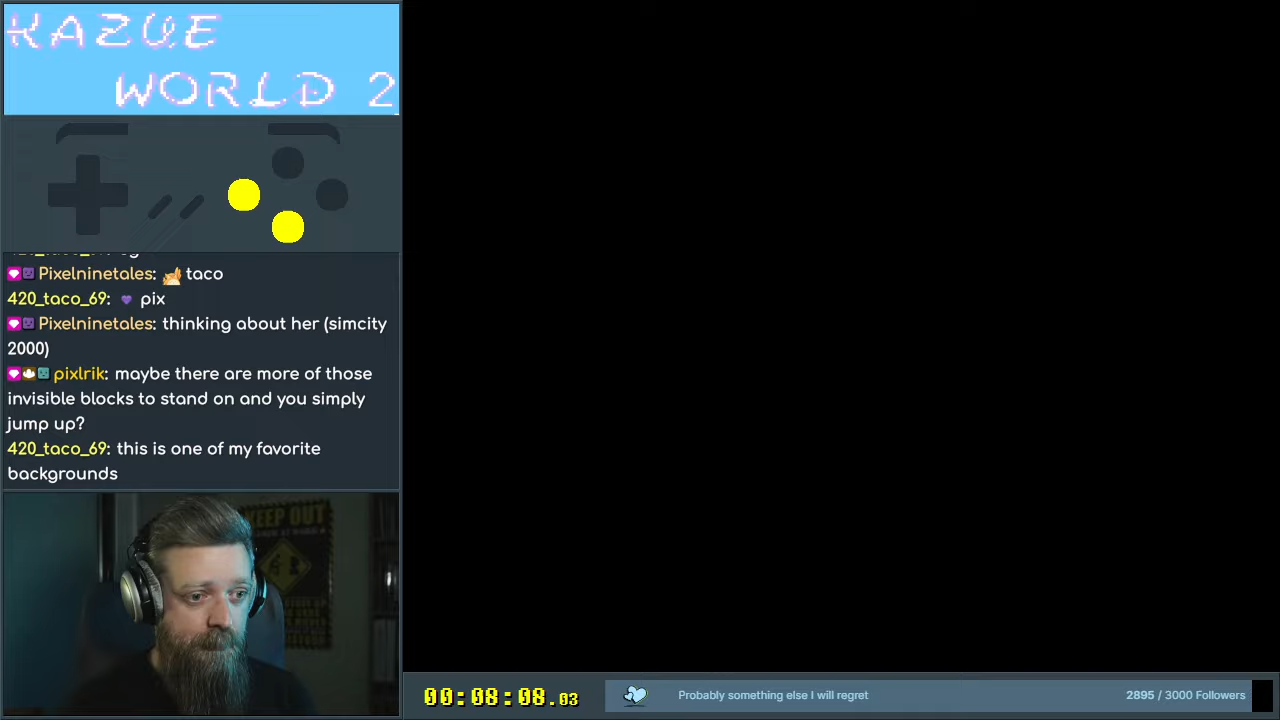 KAZUE
WORLD 2
Pixelninetales: taco
420_taco_69: pix
Pixelninetales: thinking about her (simcity
2000)
pixlrik: maybe there are more of those
invisible blocks to stand on and you simply
jump up?
420_taco_69: this is one of my favorite
backgrounds
KEEP OUT
00:08:08.03
Probably something else I will regret
2895 / 3000 Followers